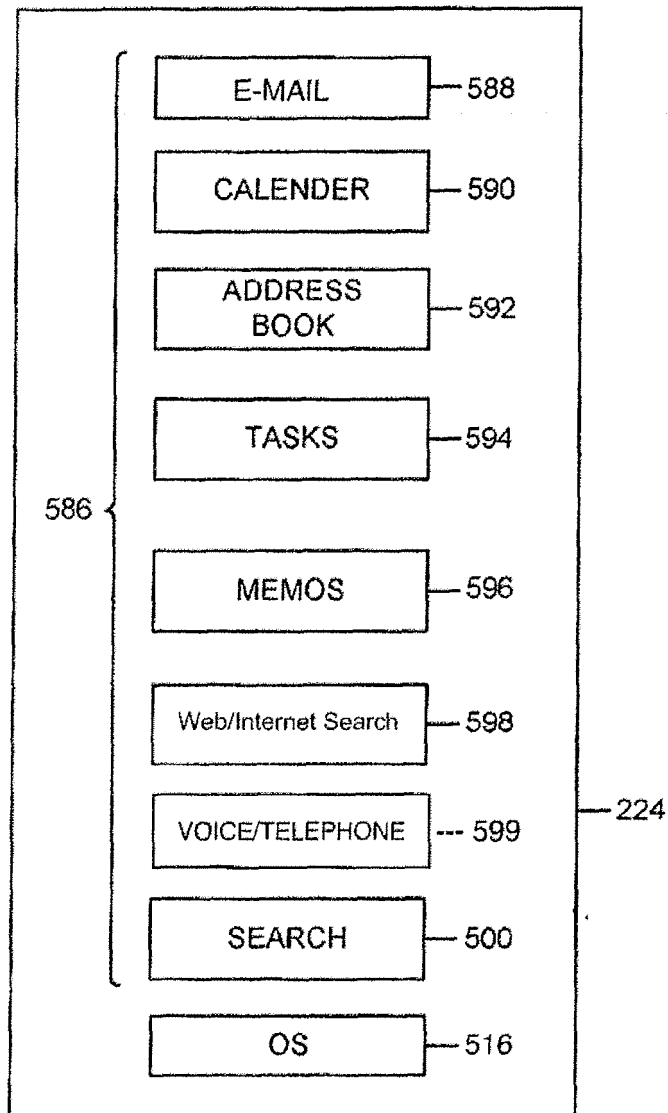 E-MAIL 588
CALENDER 590
ADDRESS
BOOK 592
TASKS 594
586
MEMOS 596
Web/Internet Search 598
224
VOICE/TELEPHONE --- 599
SEARCH 500
OS 516